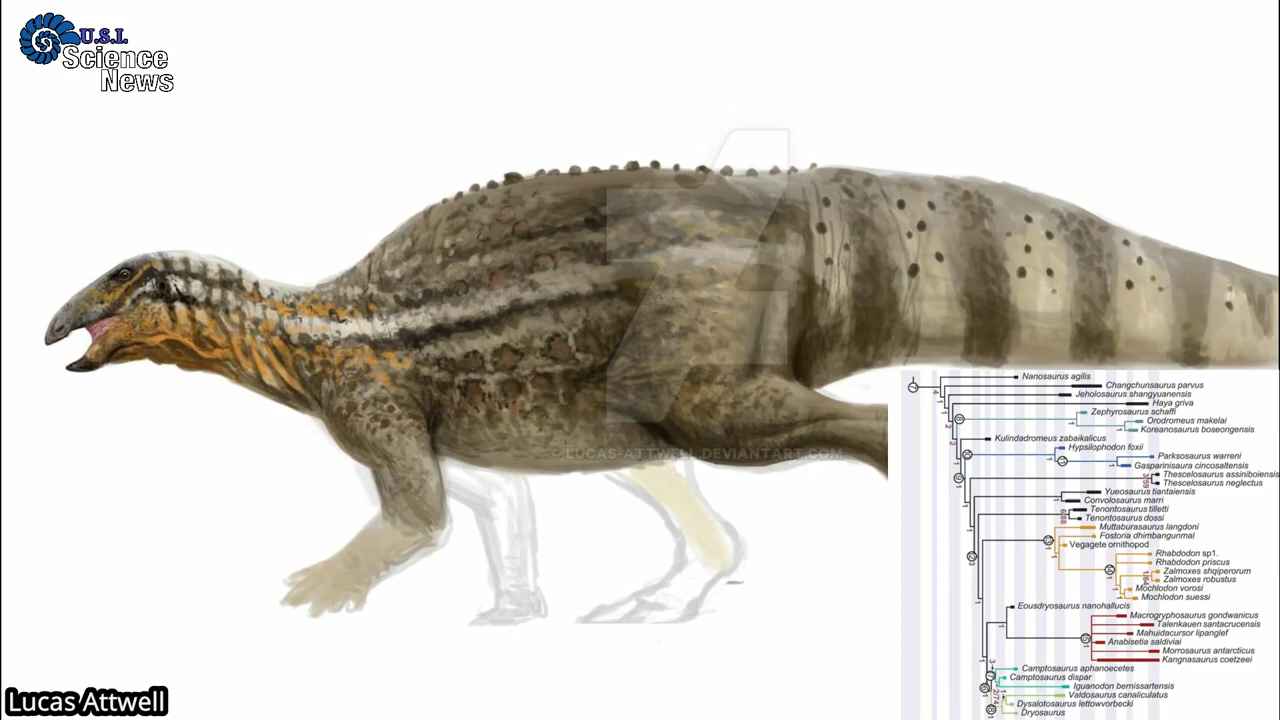 U.S.I.
Science
News
© LUCAS-ATTWELL.DEVIANTART.COM
Nanosaurus agilis
Changchunsaurus parvus
Jeholosaurus shangyuanensis
Haya griva
Zephyrosaurus schaffi
Orodromeus makelai
Koreanosaurus boseongensis
Kulindadromeus zabaikalicus
Hypsilophodon foxii
Parksosaurus warreni
Gasparinisaura cincosaltensis
Thescelosaurus assiniboiensis
Thescelosaurus neglectus
Yueosaurus tiantaiensis
Convolosaurus marri
Tenontosaurus tilletti
Tenontosaurus dossi
Muttaburasaurus langdoni
Fostoria dhimbangunmal
Vegagete ornithopod
Rhabdodon sp1.
Rhabdodon priscus
Zalmoxes shqiperorum
Zalmoxes robustus
Mochlodon vorosi
Mochlodon suessi
Eousdryosaurus nanohallucis
Macrogryphosaurus gondwanicus
Talenkauen santacrucensis
Mahuidacursor lipanglef
Anabisetia saldiviai
Morrosaurus antarcticus
Kangnasaurus coetzeei
Camptosaurus aphanoecetes
Camptosaurus dispar
Iguanodon bernissartensis
Valdosaurus canaliculatus
Dysalotosaurus lettowvorbecki
Dryosaurus
Lucas Attwell